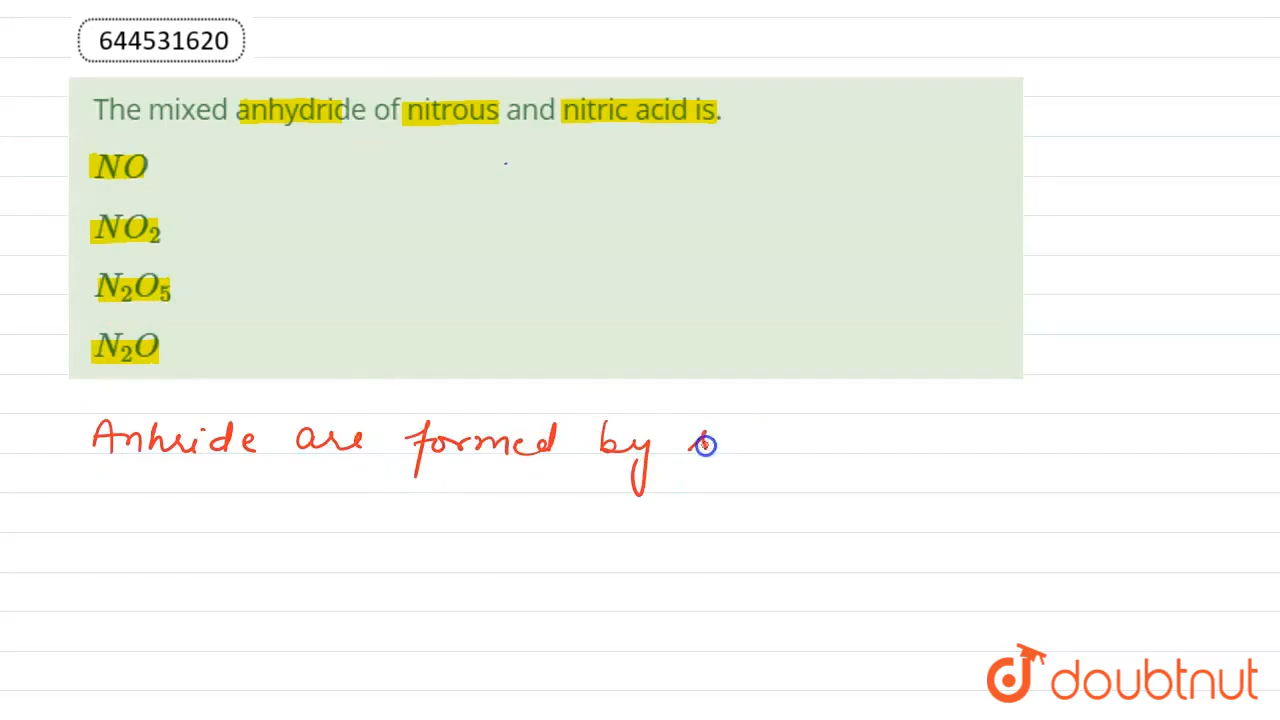 644531620
The mixed anhydride of nitrous and nitric acid is.
NO
NO₂
N₂O₅
N₂O
Anhride are formed by
doubtnut